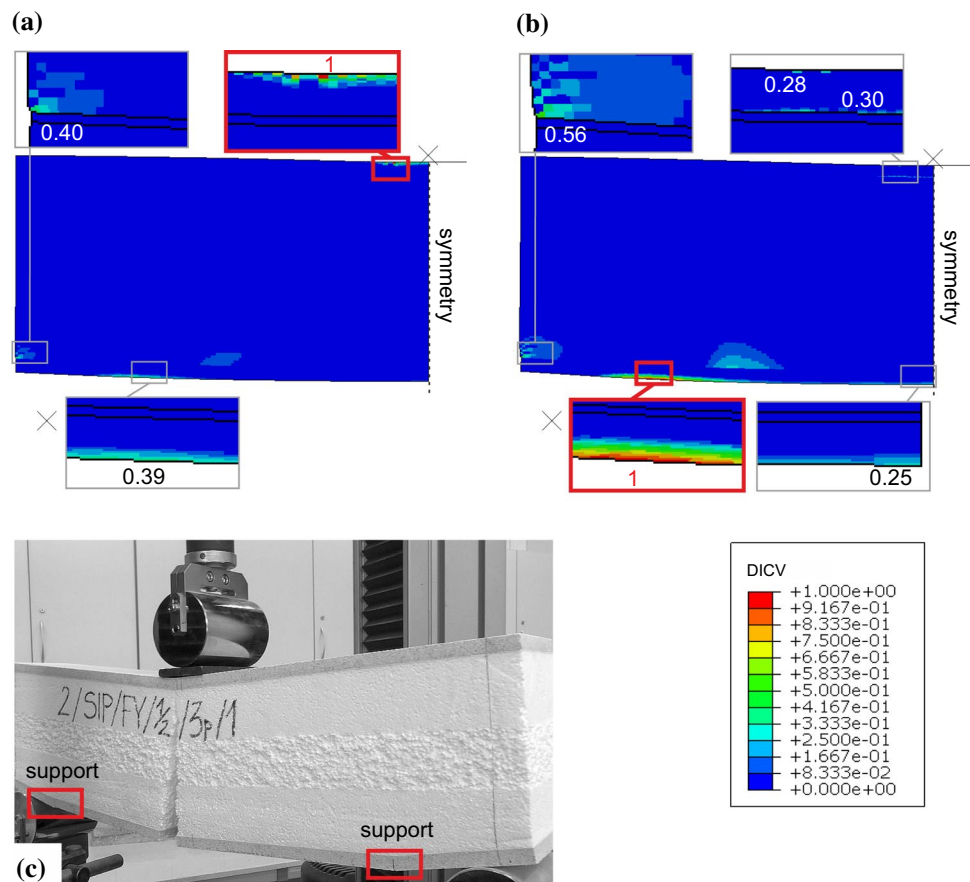 (a)
(b)
0.40
1
0.56
0.28
0.30
symmetry
symmetry
0.39
1
0.25
DICV
+1.000e+00
+9.167e-01
+8.333e-01
+7.500e-01
+6.667e-01
+5.833e-01
+5.000e-01
+4.167e-01
+3.333e-01
+2.500e-01
+1.667e-01
+8.333e-02
+0.000e+00
2/SIP/FY/1/2/3p/1
support
support
(c)